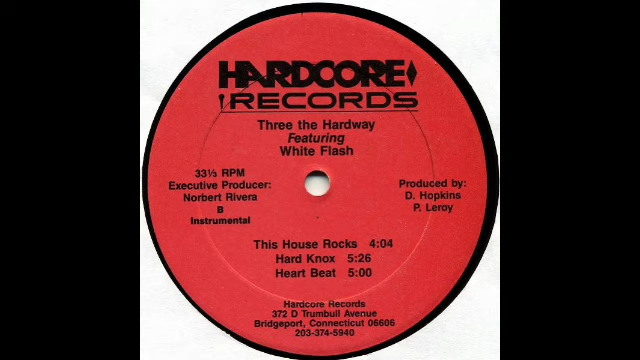 HARDCORE
RECORDS
Three the Hardway
Featuring
White Flash
33⅓ RPM
Executive Producer:
Norbert Rivera
B
Instrumental
Produced by:
D. Hopkins
P. Leroy
This House Rocks 4:04
Hard Knox 5:26
Heart Beat 5:00
Hardcore Records
372 D Trumbull Avenue
Bridgeport, Connecticut 06606
203-374-5940